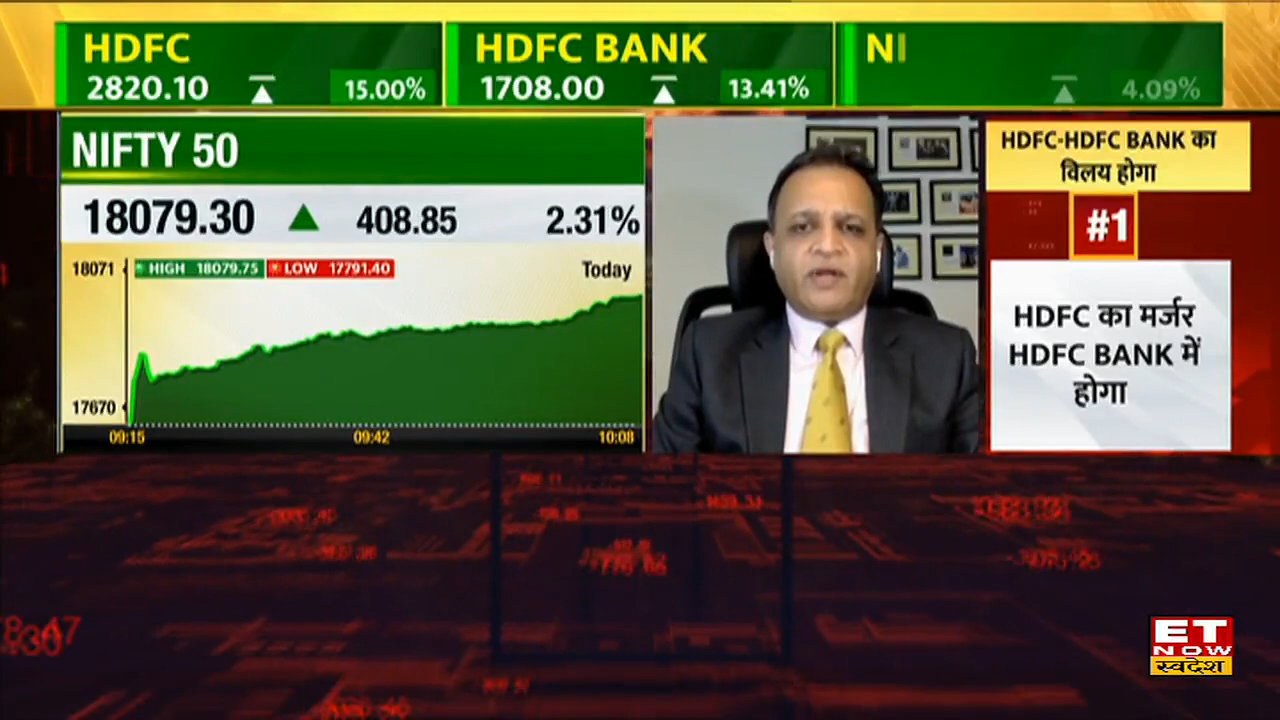 HDFC
2820.10 15.00%
HDFC BANK
1708.00 13.41%
NI
4.09%
NIFTY 50
18079.30 408.85 2.31%
18071
HIGH 18079.75 LOW 17791.40
Today
17670
09:15 09:42 10:08
HDFC-HDFC BANK का
विलय होगा
#1
HDFC का मर्जर
HDFC BANK में
होगा
ET
NOW
स्वदेश